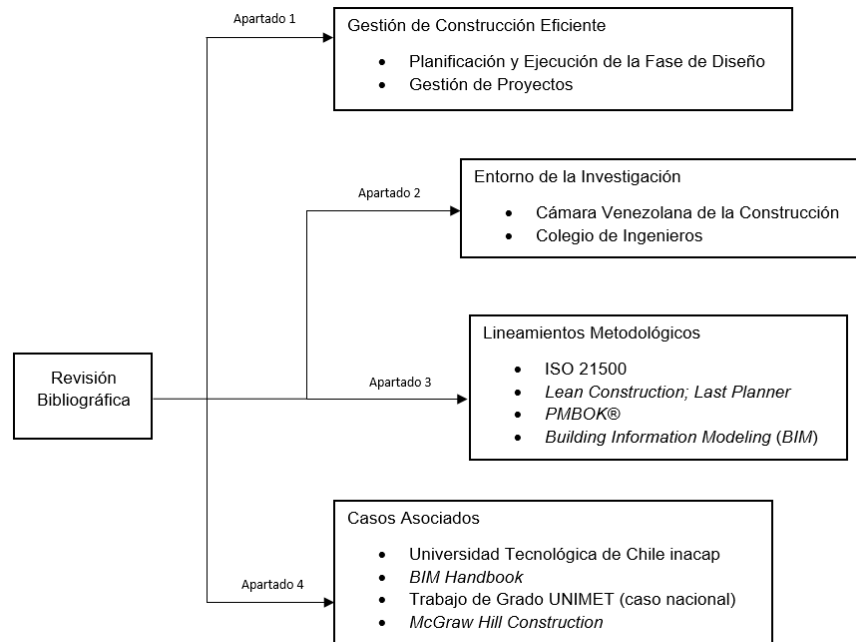 Apartado 1
Gestión de Construcción Eficiente
• Planificación y Ejecución de la Fase de Diseño
• Gestión de Proyectos
Apartado 2
Entorno de la Investigación
• Cámara Venezolana de la Construcción
• Colegio de Ingenieros
Revisión
Bibliográfica
Apartado 3
Lineamientos Metodológicos
• ISO 21500
• Lean Construction; Last Planner
• PMBOK®
• Building Information Modeling (BIM)
Apartado 4
Casos Asociados
• Universidad Tecnológica de Chile inacap
• BIM Handbook
• Trabajo de Grado UNIMET (caso nacional)
• McGraw Hill Construction